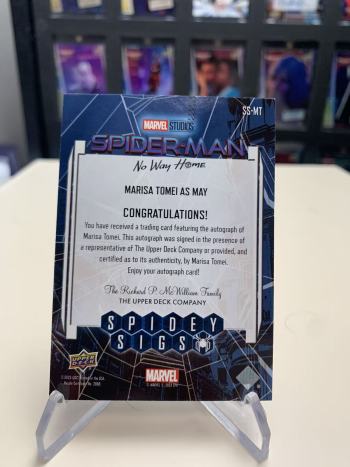 SS-MT
MARVEL STUDIOS
SPIDER-MAN
No Way Home
MARISA TOMEI AS MAY
CONGRATULATIONS!
You have received a trading card featuring the autograph of
Marisa Tomei. This autograph was signed in the presence of
a representative of The Upper Deck Company or provided, and
certified as to its authenticity, by Marisa Tomei.
Enjoy your autograph card!
The Richard P. McWilliam Family
THE UPPER DECK COMPANY
SPIDEY
SIGS
UPPER DECK
MARVEL